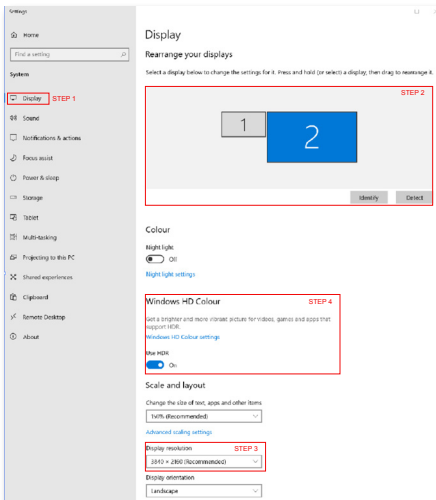 Settings
Home
Find a setting
System
Display
STEP 1
Sound
Notifications & actions
Focus assist
Power & sleep
Storage
Tablet
Multi-tasking
Projecting to this PC
Shared experiences
Clipboard
Remote Desktop
About
Display
Rearrange your displays
Select a display below to change the settings for it. Press and hold (or select) a display, then drag to rearrange it.
STEP 2
1
2
Identify
Detect
Colour
Night light
Off
Night light settings
Windows HD Colour
STEP 4
Get a brighter and more vibrant picture for videos, games and apps that
support HDR.
Windows HD Colour settings
Use HDR
On
Scale and layout
Change the size of text, apps and other items
150% (Recommended)
Advanced scaling settings
Display resolution
STEP 3
3840 × 2160 (Recommended)
Display orientation
Landscape